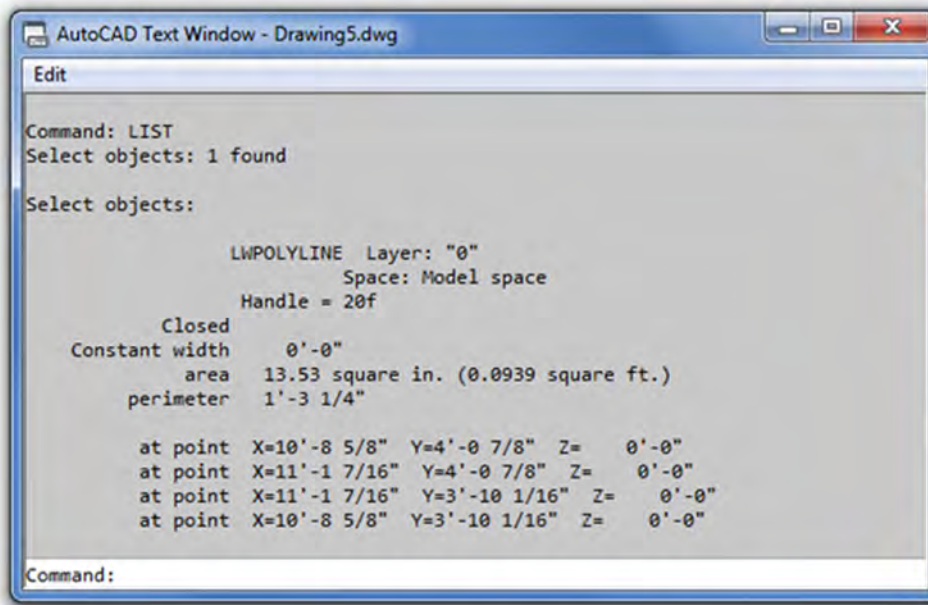 AutoCAD Text Window - Drawing5.dwg
Edit
Command: LIST
Select objects: 1 found
Select objects:
LWPOLYLINE Layer: "0"
Space: Model space
Handle = 20f
Closed
Constant width 0'-0"
area 13.53 square in. (0.0939 square ft.)
perimeter 1'-3 1/4"
at point X=10'-8 5/8" Y=4'-0 7/8" Z= 0'-0"
at point X=11'-1 7/16" Y=4'-0 7/8" Z= 0'-0"
at point X=11'-1 7/16" Y=3'-10 1/16" Z= 0'-0"
at point X=10'-8 5/8" Y=3'-10 1/16" Z= 0'-0"
Command: